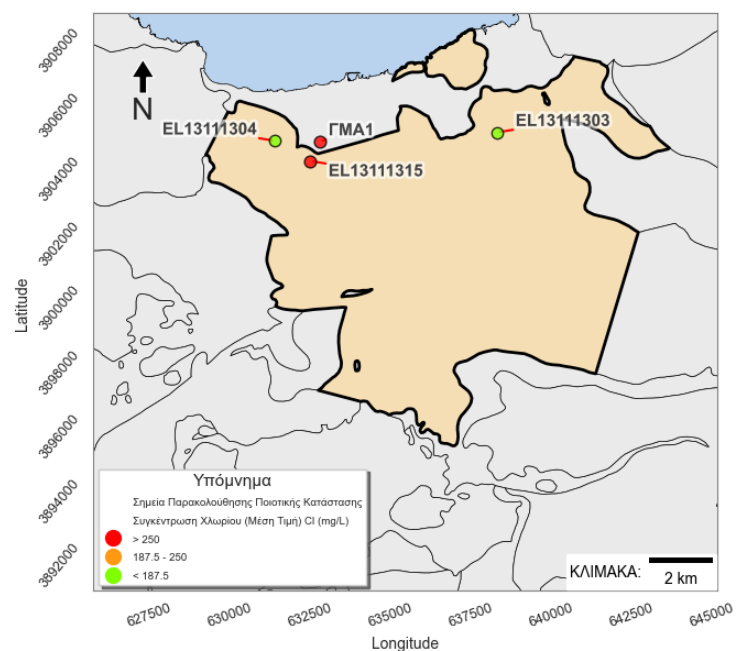 3908000
3906000
3904000
3902000
3900000
3898000
3896000
3894000
3892000
Latitude
N
EL13111304
ΓΜΑ1
EL13111303
EL13111315
Υπόμνημα
Σημεία Παρακολούθησης Ποιοτικής Κατάστασης
Συγκέντρωση Χλωρίου (Μέση Τιμή) Cl (mg/L)
> 250
187.5 - 250
< 187.5
ΚΛΙΜΑΚΑ:
2 km
627500
630000
632500
635000
637500
640000
642500
645000
Longitude